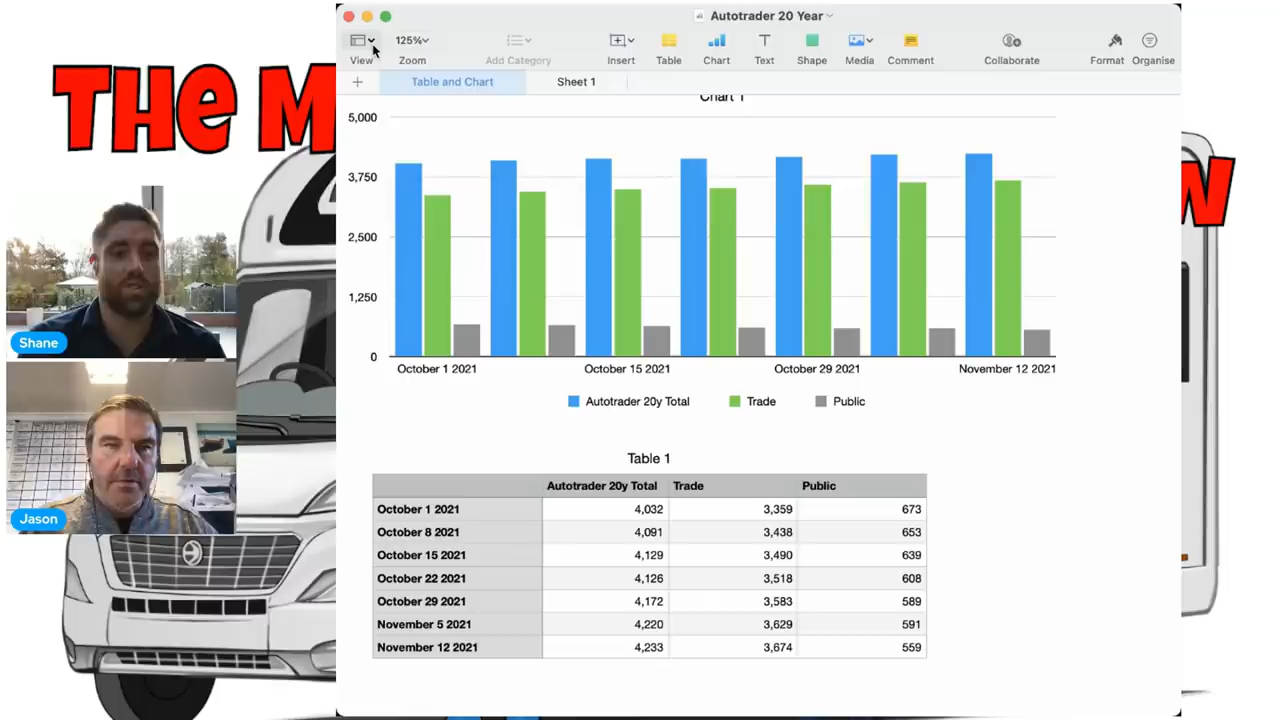 THE M
W
Shane
Jason
Autotrader 20 Year
125%
View
Zoom
Add Category
Insert
Table
Chart
Text
Shape
Media
Comment
Collaborate
Format
Organise
Table and Chart
Sheet 1
Chart 1
5,000
3,750
2,500
1,250
0
October 1 2021
October 15 2021
October 29 2021
November 12 2021
Autotrader 20y Total
Trade
Public
Table 1
Autotrader 20y Total Trade Public
October 1 2021 4,032 3,359 673
October 8 2021 4,091 3,438 653
October 15 2021 4,129 3,490 639
October 22 2021 4,126 3,518 608
October 29 2021 4,172 3,583 589
November 5 2021 4,220 3,629 591
November 12 2021 4,233 3,674 559